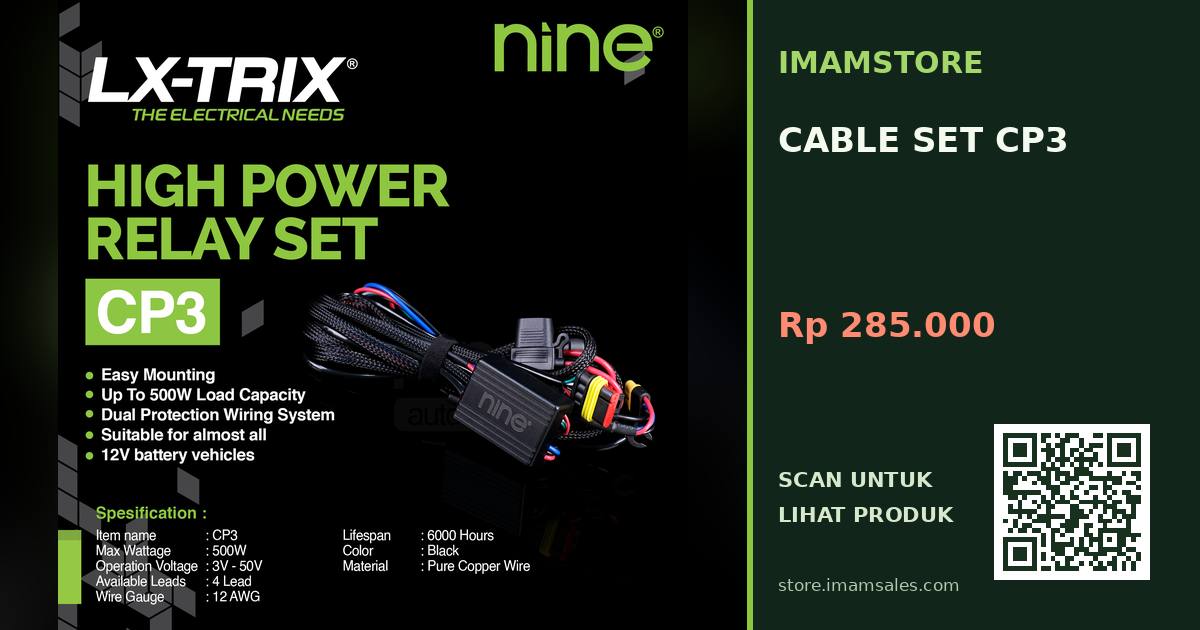 nine®
LX-TRIX®
THE ELECTRICAL NEEDS
HIGH POWER
RELAY SET
CP3
Easy Mounting
Up To 500W Load Capacity
Dual Protection Wiring System
Suitable for almost all
12V battery vehicles
nine
auto
Spesification :
Item name : CP3
Max Wattage : 500W
Operation Voltage : 3V - 50V
Available Leads : 4 Lead
Wire Gauge : 12 AWG
Lifespan : 6000 Hours
Color : Black
Material : Pure Copper Wire
IMAMSTORE
CABLE SET CP3
Rp 285.000
SCAN UNTUK
LIHAT PRODUK
store.imamsales.com